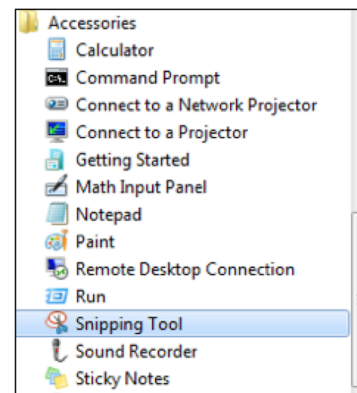 Accessories
Calculator
Command Prompt
Connect to a Network Projector
Connect to a Projector
Getting Started
Math Input Panel
Notepad
Paint
Remote Desktop Connection
Run
Snipping Tool
Sound Recorder
Sticky Notes